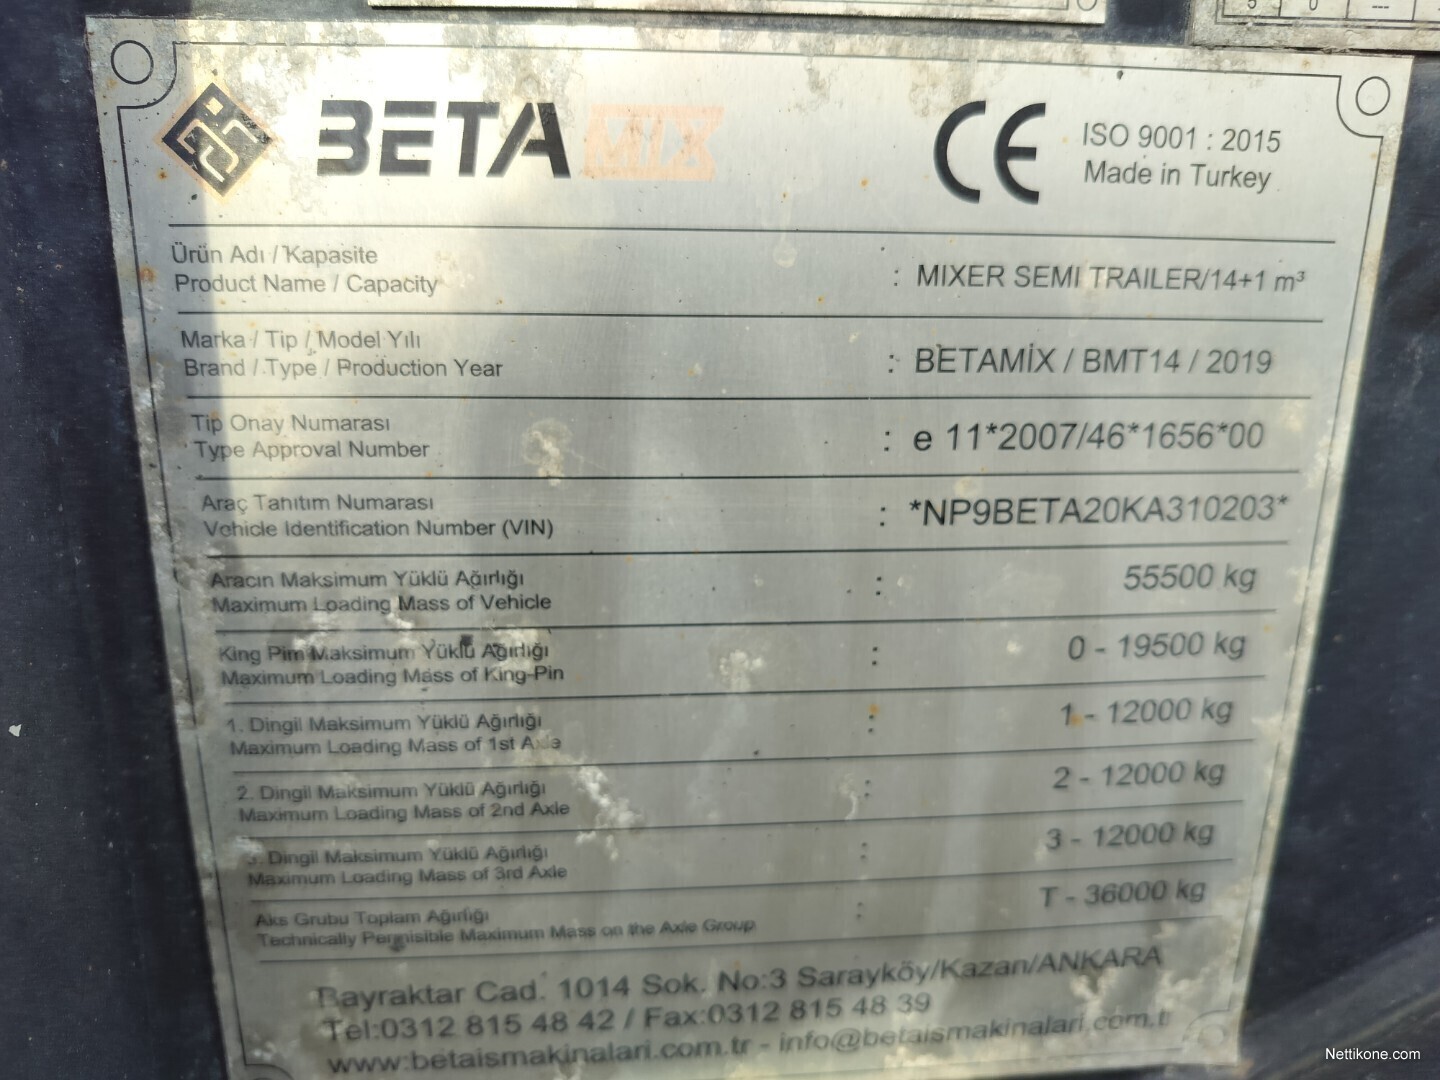 BETA MIX
CE
ISO 9001 : 2015
Made in Turkey
Ürün Adı / Kapasite
Product Name / Capacity
: MIXER SEMI TRAILER/14+1 m³
Marka / Tip / Model Yılı
Brand / Type / Production Year
: BETAMİX / BMT14 / 2019
Tip Onay Numarası
Type Approval Number
: e 11*2007/46*1656*00
Araç Tanıtım Numarası
Vehicle Identification Number (VIN)
: *NP9BETA20KA310203*
Aracın Maksimum Yüklü Ağırlığı
Maximum Loading Mass of Vehicle
: 55500 kg
King Pim Maksimum Yüklü Ağırlığı
Maximum Loading Mass of King-Pin
: 0 - 19500 kg
1. Dingil Maksimum Yüklü Ağırlığı
Maximum Loading Mass of 1st Axle
: 1 - 12000 kg
2. Dingil Maksimum Yüklü Ağırlığı
Maximum Loading Mass of 2nd Axle
: 2 - 12000 kg
3. Dingil Maksimum Yüklü Ağırlığı
Maximum Loading Mass of 3rd Axle
: 3 - 12000 kg
Aks Grubu Toplam Ağırlığı
Technically Permisible Maximum Mass on the Axle Group
: T - 36000 kg
Bayraktar Cad. 1014 Sok. No:3 Sarayköy/Kazan/ANKARA
Tel:0312 815 48 42 / Fax:0312 815 48 39
www.betaismakinalari.com.tr - info@betaismakinalari.com.tr
Nettikone.com